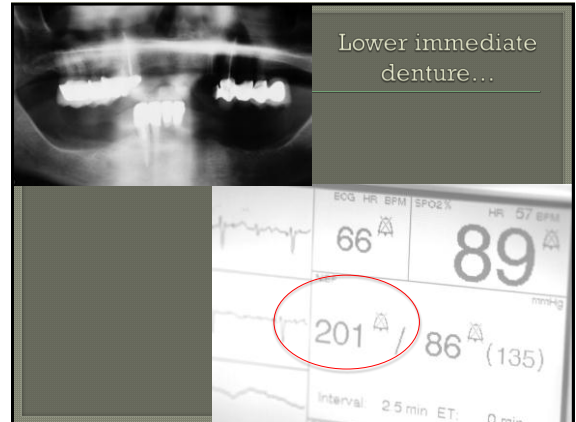 Lower immediate
denture…
ECG HR BPM
66
SPO2%
HR 57 BPM
89
mmHg
201 / 86 (135)
Interval: 2.5 min ET: 0 min